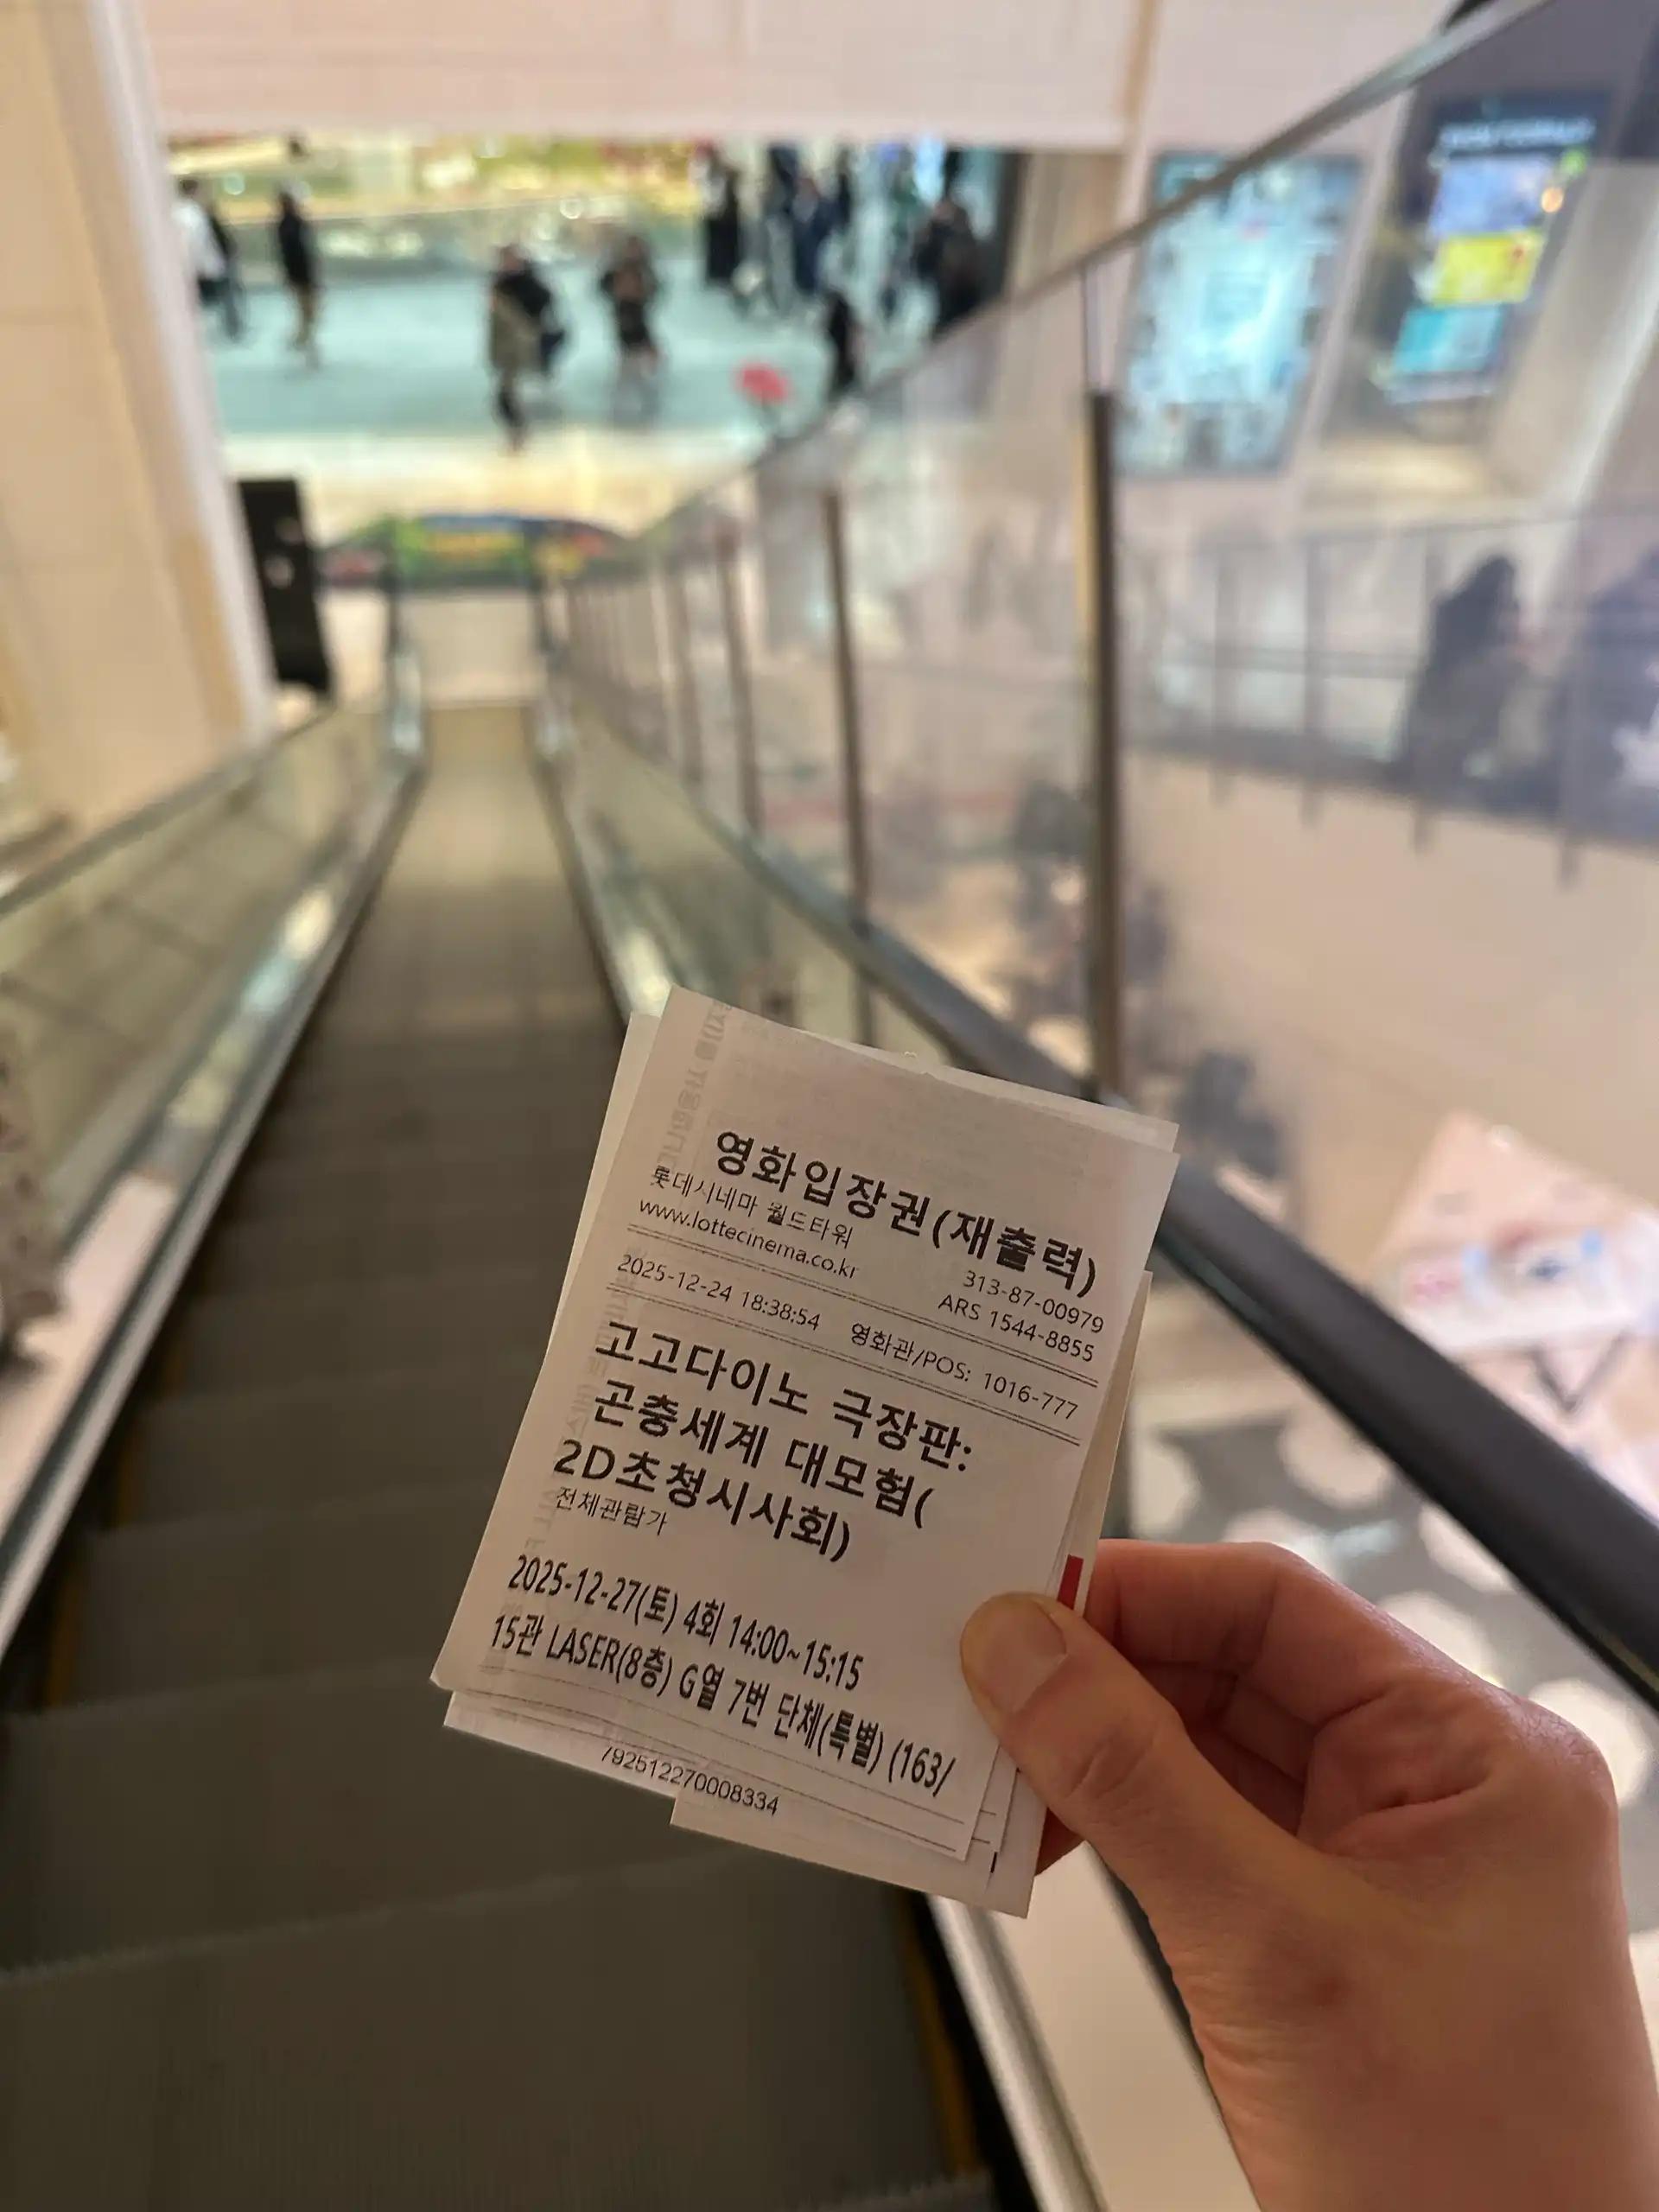 영화입장권(재출력)
롯데시네마 월드타워
www.lottecinema.co.kr
313-87-00979
ARS 1544-8855
2025-12-24 18:38:54 영화관/POS: 1016-777
고고다이노 극장판:
곤충세계 대모험(
2D초청시사회)
전체관람가
2025-12-27(토) 4회 14:00~15:15
15관 LASER(8층) G열 7번 단체(특별) (163/
792512270008334